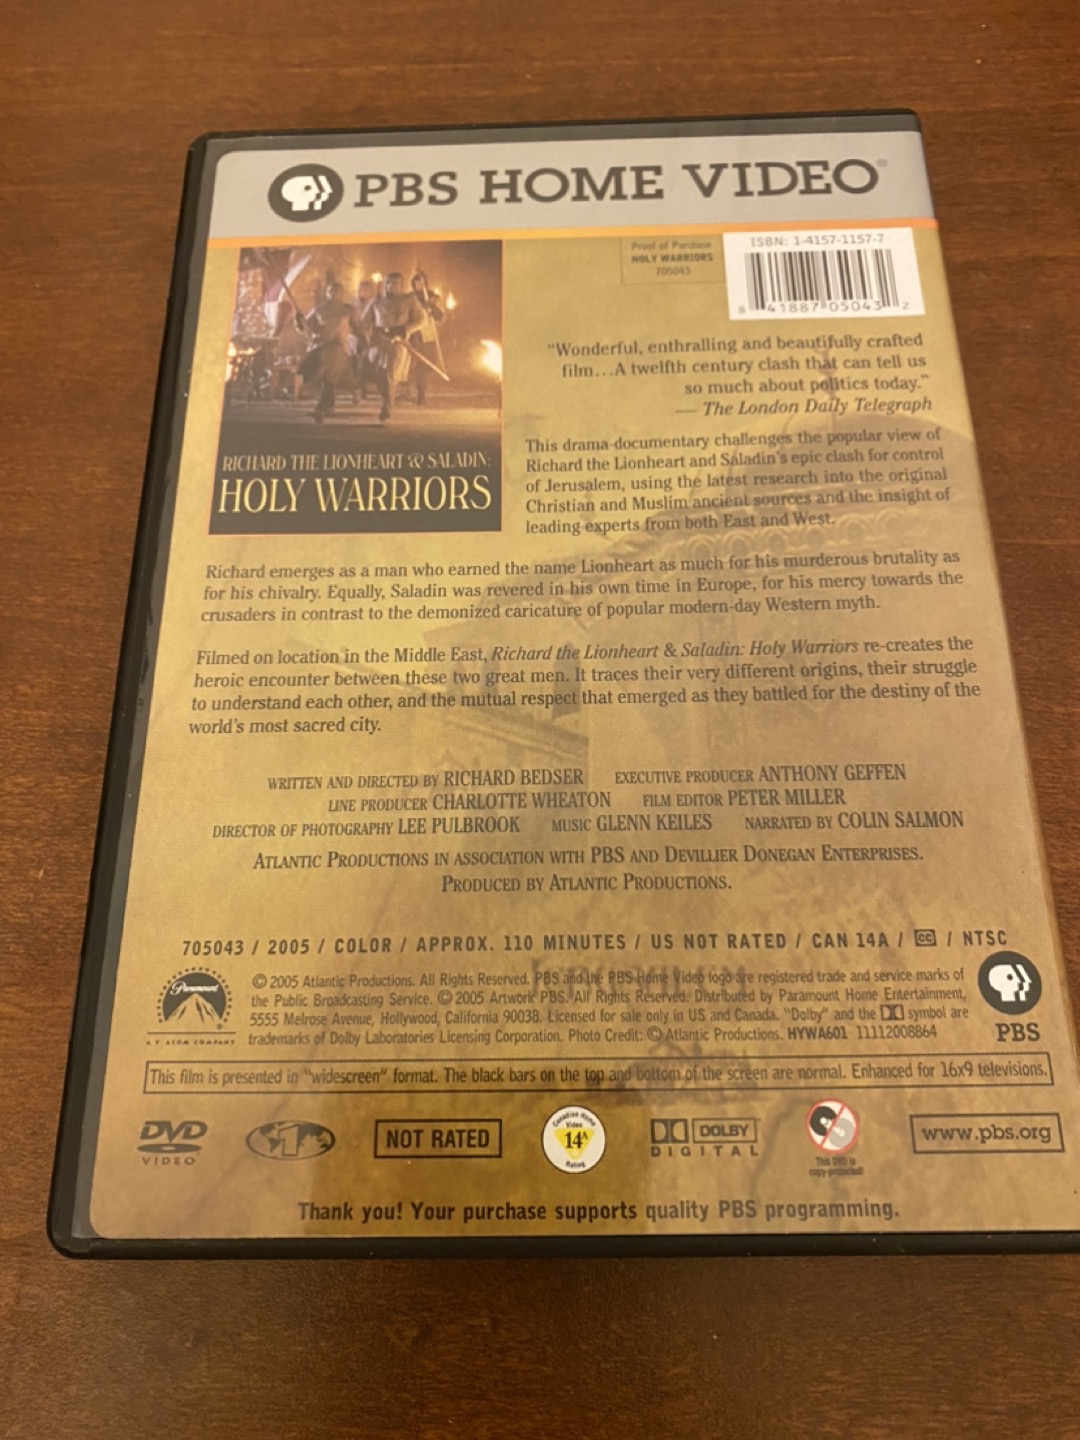 PBS HOME VIDEO®
Proof of Purchase
HOLY WARRIORS
705043
ISBN: 1-4157-1157-7
8 41887 05043 2
"Wonderful, enthralling and beautifully crafted
film...A twelfth century clash that can tell us
so much about politics today."
— The London Daily Telegraph
RICHARD THE LIONHEART & SALADIN:
HOLY WARRIORS
This drama-documentary challenges the popular view of
Richard the Lionheart and Saladin's epic clash for control
of Jerusalem, using the latest research into the original
Christian and Muslim ancient sources and the insight of
leading experts from both East and West.
Richard emerges as a man who earned the name Lionheart as much for his murderous brutality as
for his chivalry. Equally, Saladin was revered in his own time in Europe, for his mercy towards the
crusaders in contrast to the demonized caricature of popular modern-day Western myth.
Filmed on location in the Middle East, Richard the Lionheart & Saladin: Holy Warriors re-creates the
heroic encounter between these two great men. It traces their very different origins, their struggle
to understand each other, and the mutual respect that emerged as they battled for the destiny of the
world's most sacred city.
WRITTEN AND DIRECTED BY RICHARD BEDSER EXECUTIVE PRODUCER ANTHONY GEFFEN
LINE PRODUCER CHARLOTTE WHEATON FILM EDITOR PETER MILLER
DIRECTOR OF PHOTOGRAPHY LEE PULBROOK MUSIC GLENN KEILES NARRATED BY COLIN SALMON
ATLANTIC PRODUCTIONS IN ASSOCIATION WITH PBS AND DEVILLIER DONEGAN ENTERPRISES.
PRODUCED BY ATLANTIC PRODUCTIONS.
705043 / 2005 / COLOR / APPROX. 110 MINUTES / US NOT RATED / CAN 14A / CC / NTSC
Paramount
A VIACOM COMPANY
© 2005 Atlantic Productions. All Rights Reserved. PBS and the PBS Home Video logo are registered trade and service marks of
the Public Broadcasting Service. © 2005 Artwork PBS. All Rights Reserved. Distributed by Paramount Home Entertainment,
5555 Melrose Avenue, Hollywood, California 90038. Licensed for sale only in US and Canada. "Dolby" and the symbol are
trademarks of Dolby Laboratories Licensing Corporation. Photo Credit: © Atlantic Productions. HYWA601 11112008864
PBS
This film is presented in "widescreen" format. The black bars on the top and bottom of the screen are normal. Enhanced for 16x9 televisions.
DVD
VIDEO
1
NOT RATED
Canadian Home
Video
14A
Rating
DOLBY
DIGITAL
This DVD is
copy-protected
www.pbs.org
Thank you! Your purchase supports quality PBS programming.